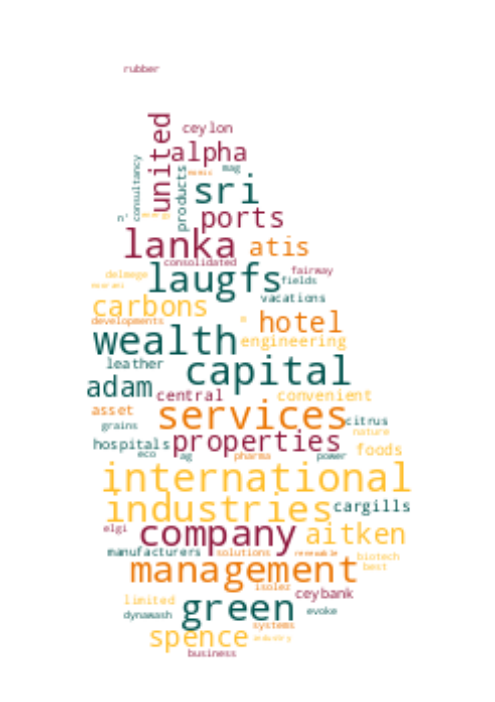 rubber
united
ceylon
alpha
consultancy
products
mag
sri
n'
ports
lanka
atis
consolidated
fairway
delmege
laugfs
fields
vacations
carbons
developments
hotel
wealth
engineering
leather
capital
adam
central
convenient
asset
services
citrus
grains
nature
hospitals
properties
foods
eco
ag
pharma
power
international
industries
cargills
elgi
company
aitken
manufacturers
solutions
renewable
biotech
management
best
isolez
ceybank
limited
green
evoke
dynawash
systems
spence
industry
business